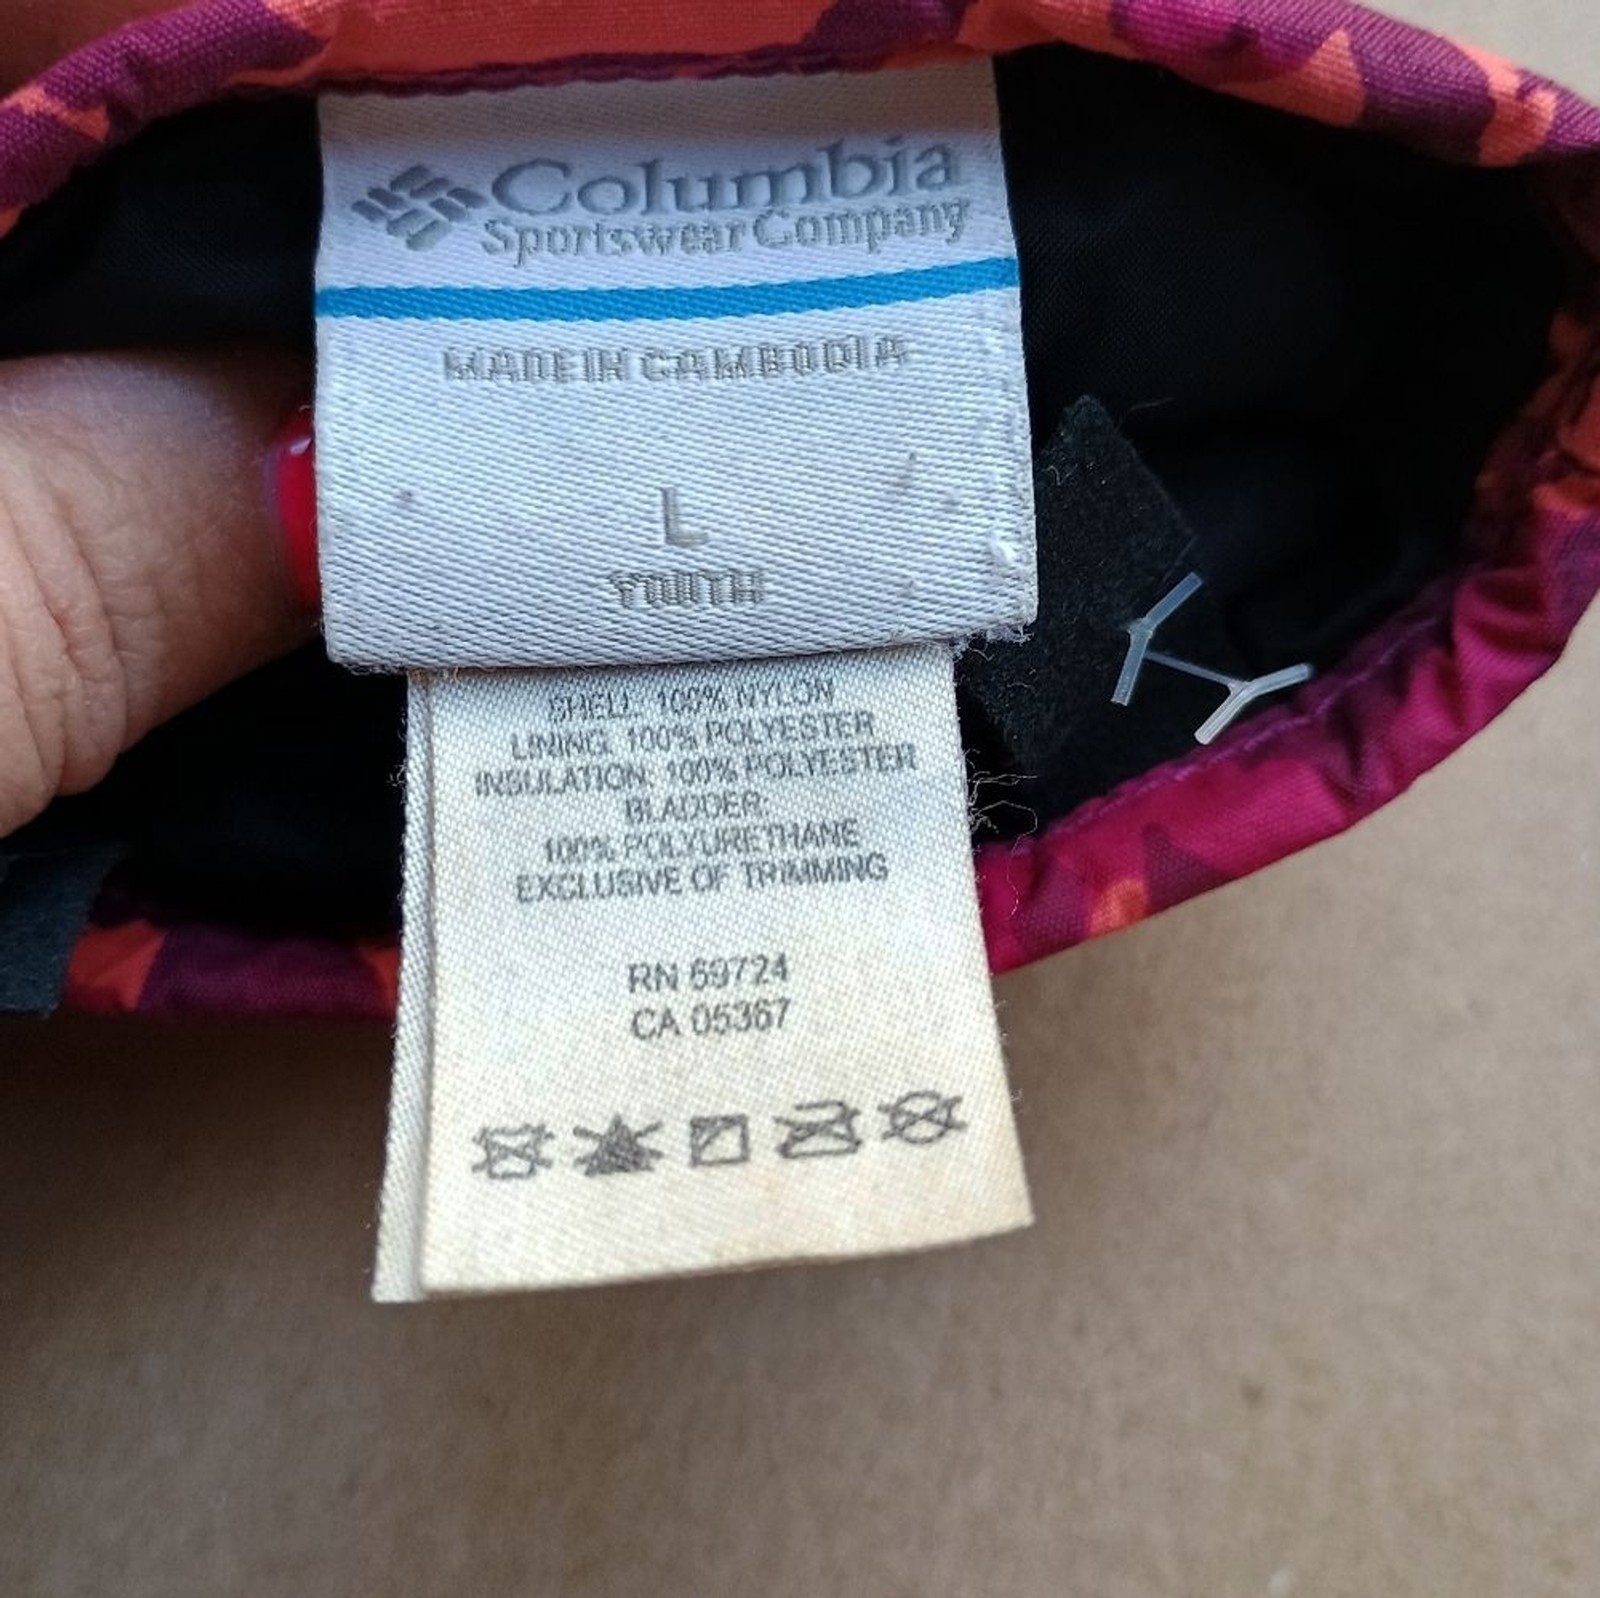 Columbia
Sportswear Company
MADE IN CAMBODIA
L
YOUTH
SHELL: 100% NYLON
LINING: 100% POLYESTER
INSULATION: 100% POLYESTER
BLADDER:
100% POLYURETHANE
EXCLUSIVE OF TRIMMING
RN 69724
CA 05367